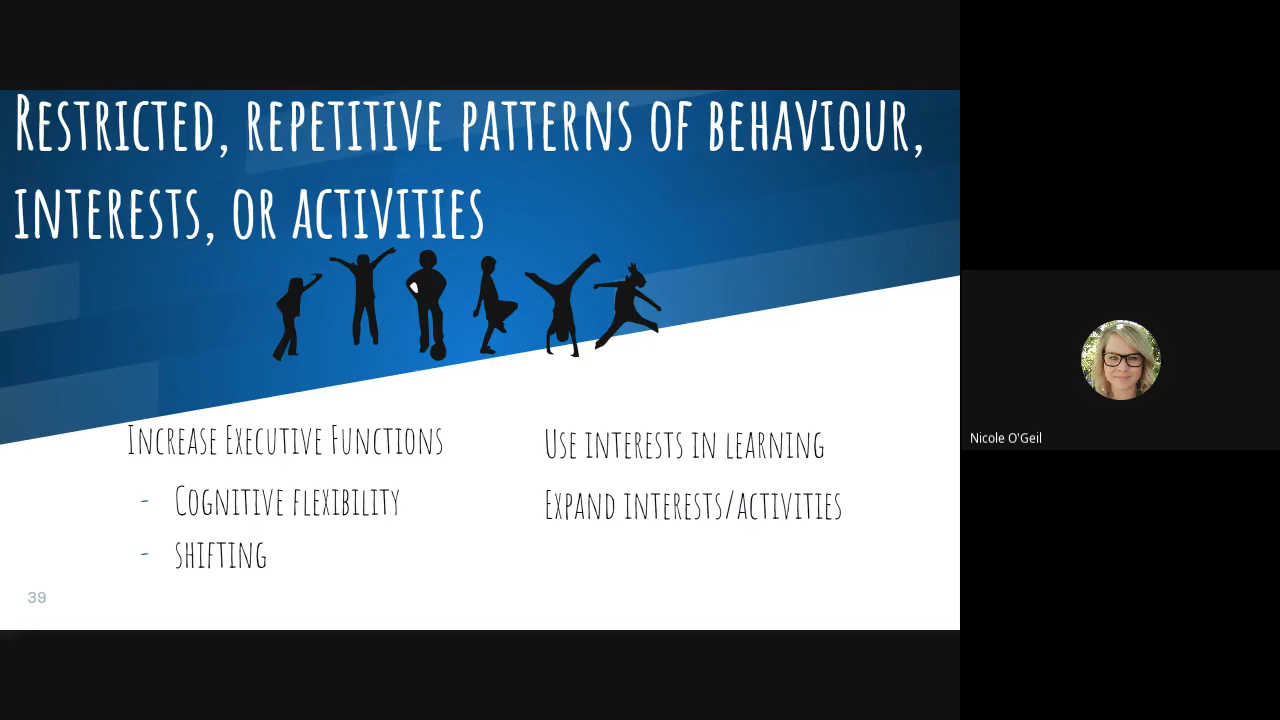 Restricted, repetitive patterns of behaviour,
interests, or activities
Increase Executive Functions
- Cognitive flexibility
- shifting
Use interests in learning
Expand interests/activities
39
Nicole O'Geil